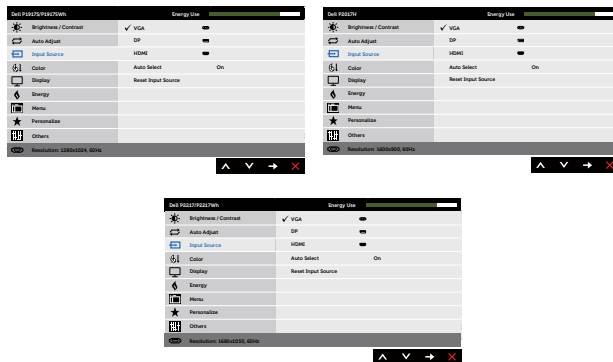 Dell P1917S/P1917SWh Energy Use
Brightness / Contrast ✓ VGA
Auto Adjust DP
Input Source HDMI
Color Auto Select On
Display Reset Input Source
Energy
Menu
Personalize
Others
Resolution: 1280x1024, 60Hz
Dell P2017H Energy Use
Brightness / Contrast ✓ VGA
Auto Adjust DP
Input Source HDMI
Color Auto Select On
Display Reset Input Source
Energy
Menu
Personalize
Others
Resolution: 1600x900, 60Hz
Dell P2217/P2217Wh Energy Use
Brightness / Contrast ✓ VGA
Auto Adjust DP
Input Source HDMI
Color Auto Select On
Display Reset Input Source
Energy
Menu
Personalize
Others
Resolution: 1680x1050, 60Hz